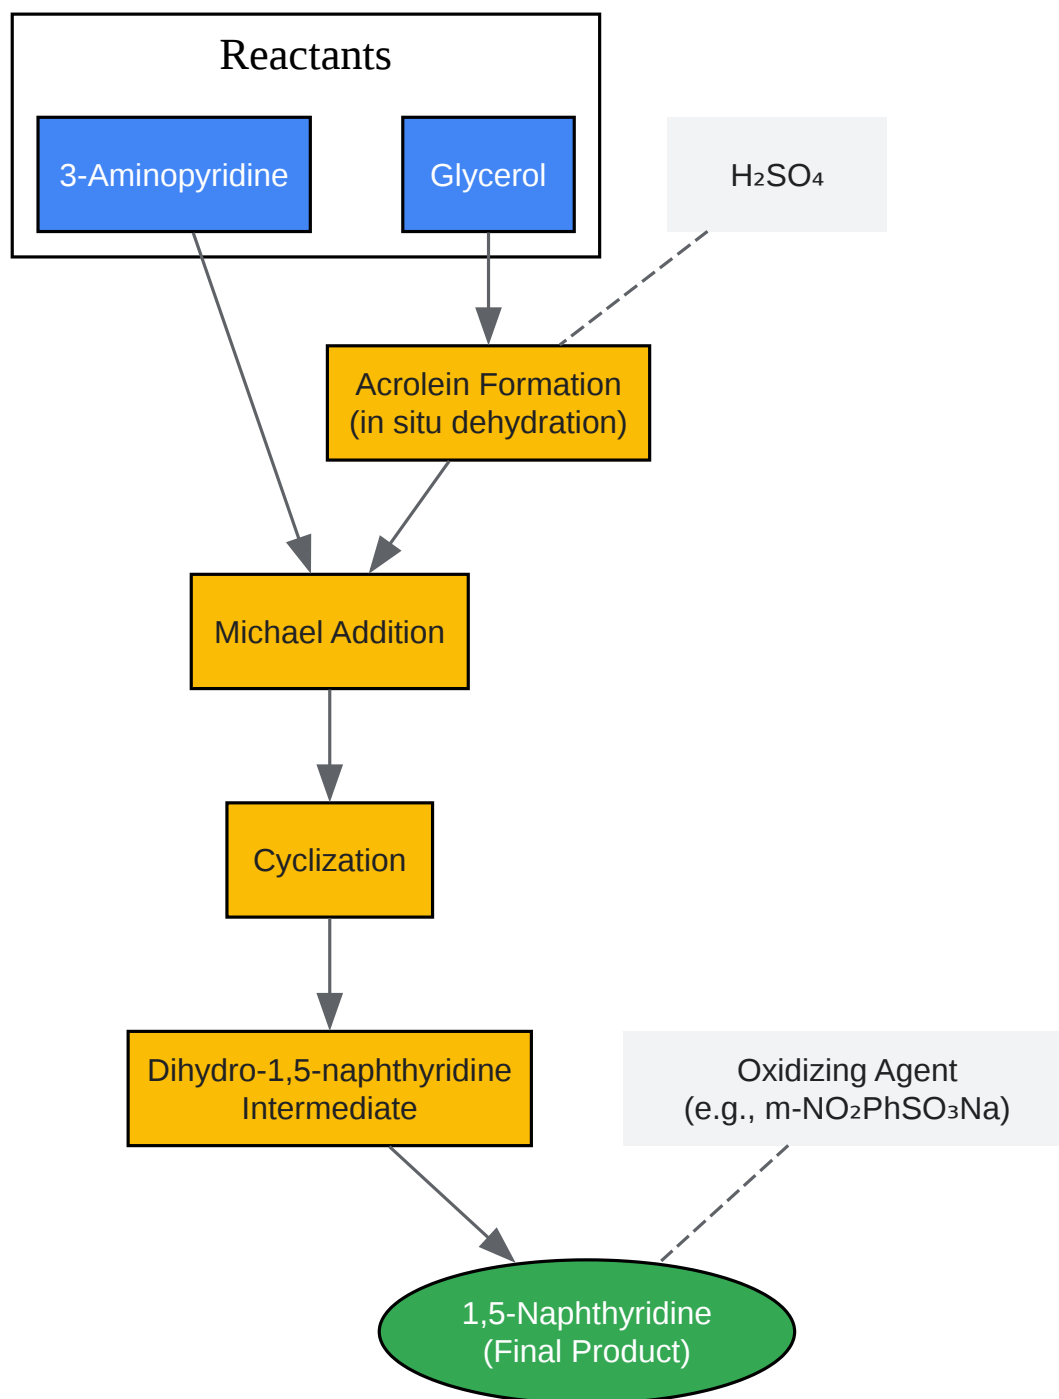 Reactants
3-Aminopyridine
Glycerol
H₂SO₄
Acrolein Formation
(in situ dehydration)
Michael Addition
Cyclization
Dihydro-1,5-naphthyridine
Intermediate
Oxidizing Agent
(e.g., m-NO₂PhSO₃Na)
1,5-Naphthyridine
(Final Product)